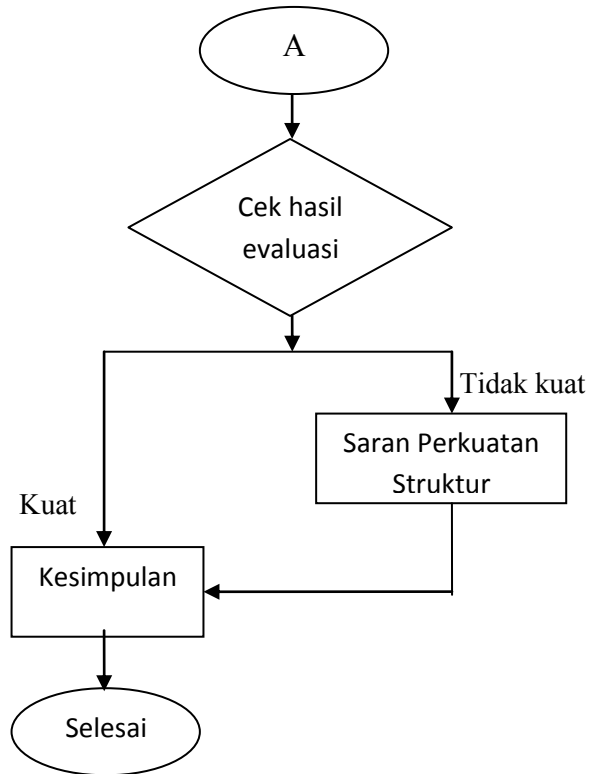 A
Cek hasil
evaluasi
Tidak kuat
Saran Perkuatan
Struktur
Kuat
Kesimpulan
Selesai